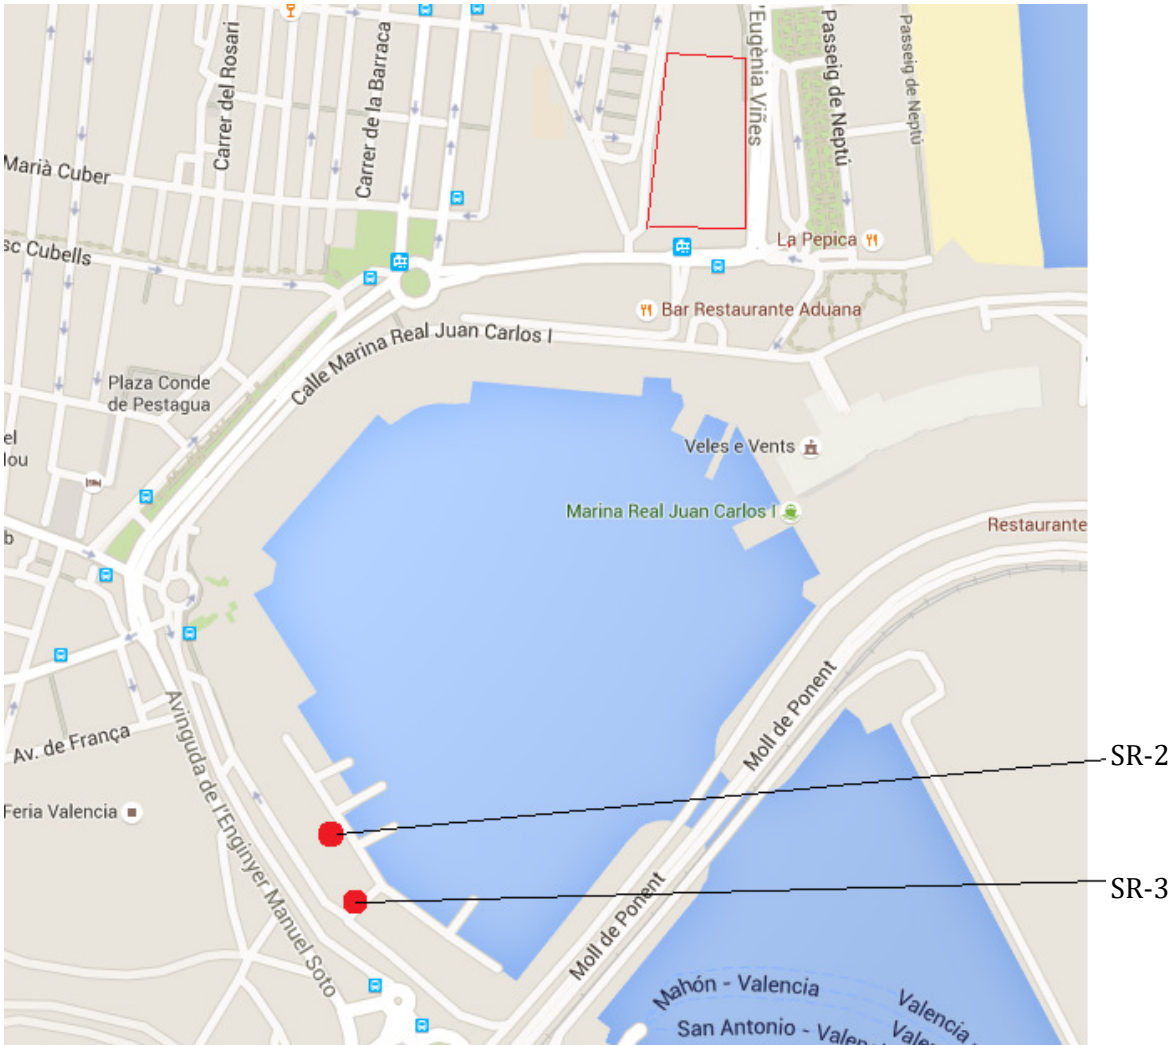 Carrer del Rosari
Carrer de la Barraca
'Eugènia Viñes
Passeig de Neptú
Passeig de Neptú
Marià Cuber
sc Cubells
La Pepica
Bar Restaurante Aduana
Calle Marina Real Juan Carlos I
Plaza Conde
de Pestagua
el
lou
Veles e Vents
Marina Real Juan Carlos I
Restaurante
b
Moll de Ponent
Avinguda de l'Enginyer Manuel Soto
Av. de França
SR-2
Feria Valencia
SR-3
Moll de Ponent
Mahón - Valencia
Valencia
San Antonio - Valen
Valen